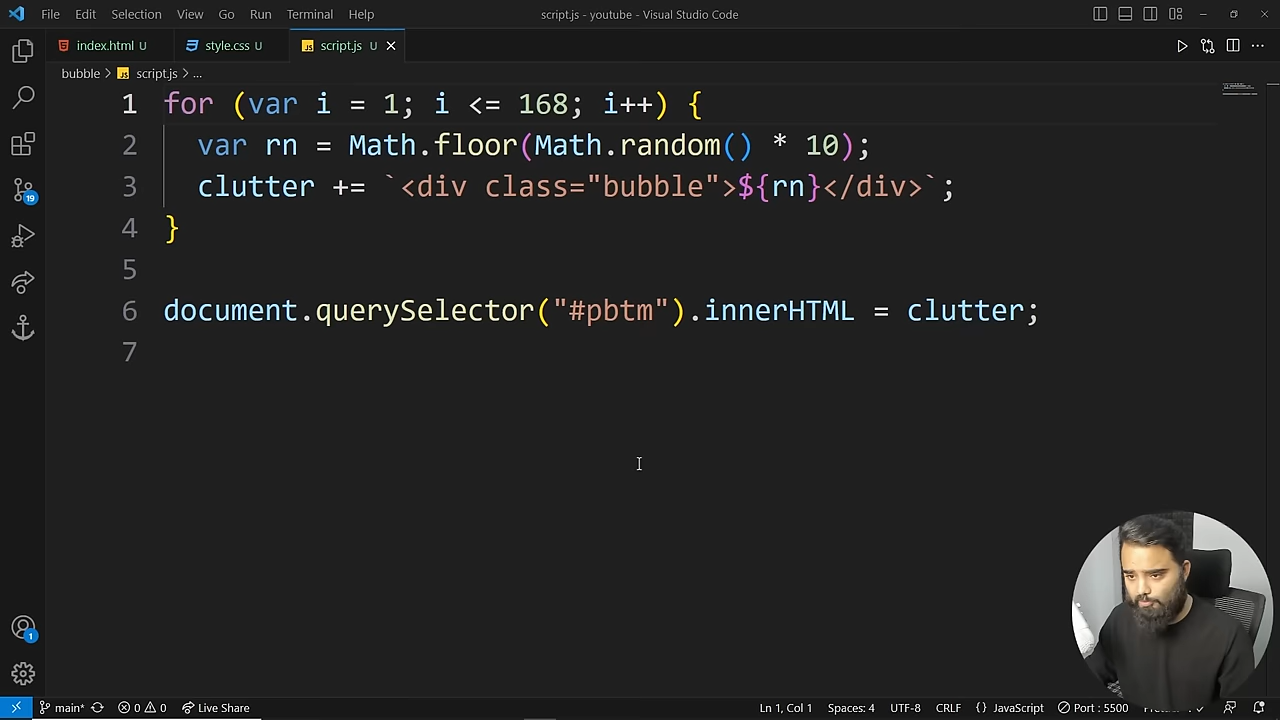 File Edit Selection View Go Run Terminal Help script.js - youtube - Visual Studio Code
index.html U style.css U JS script.js U
bubble > JS script.js > ...
1 for (var i = 1; i <= 168; i++) {
2 var rn = Math.floor(Math.random() * 10);
3 clutter += `<div class="bubble">${rn}</div>`;
4 }
5
6 document.querySelector("#pbtm").innerHTML = clutter;
7
19
1
main* 0 0 Live Share Ln 1, Col 1 Spaces: 4 UTF-8 CRLF {} JavaScript Port : 5500